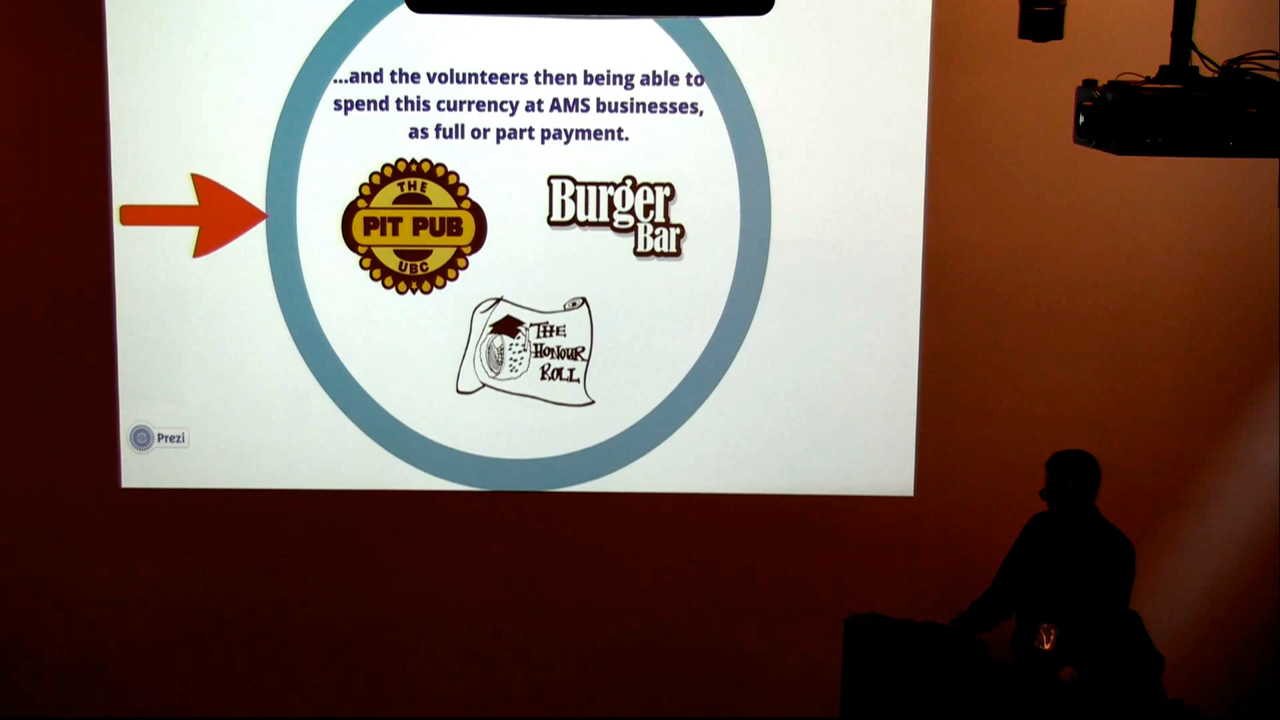 ...and the volunteers then being able to
spend this currency at AMS businesses,
as full or part payment.
THE
PIT PUB
UBC
Burger
Bar
THE
HONOUR
ROLL
Prezi